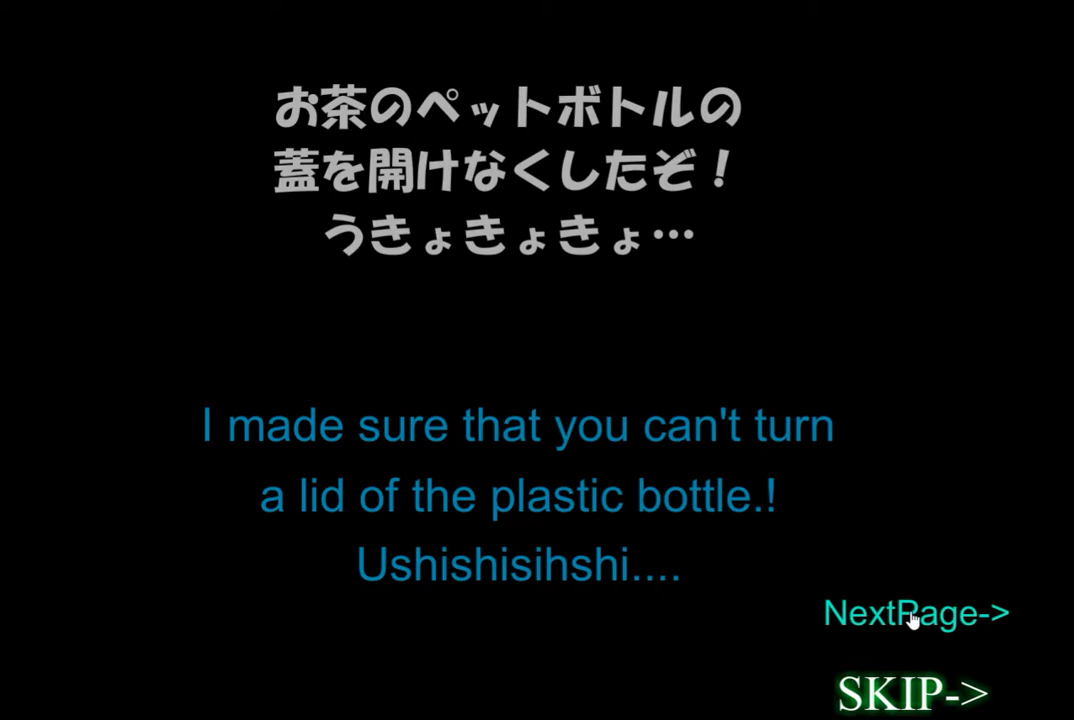 お茶のペットボトルの
蓋を開けなくしたぞ！
うきょきょきょ…
I made sure that you can't turn
a lid of the plastic bottle.!
Ushishisihshi....
NextPage->
SKIP->